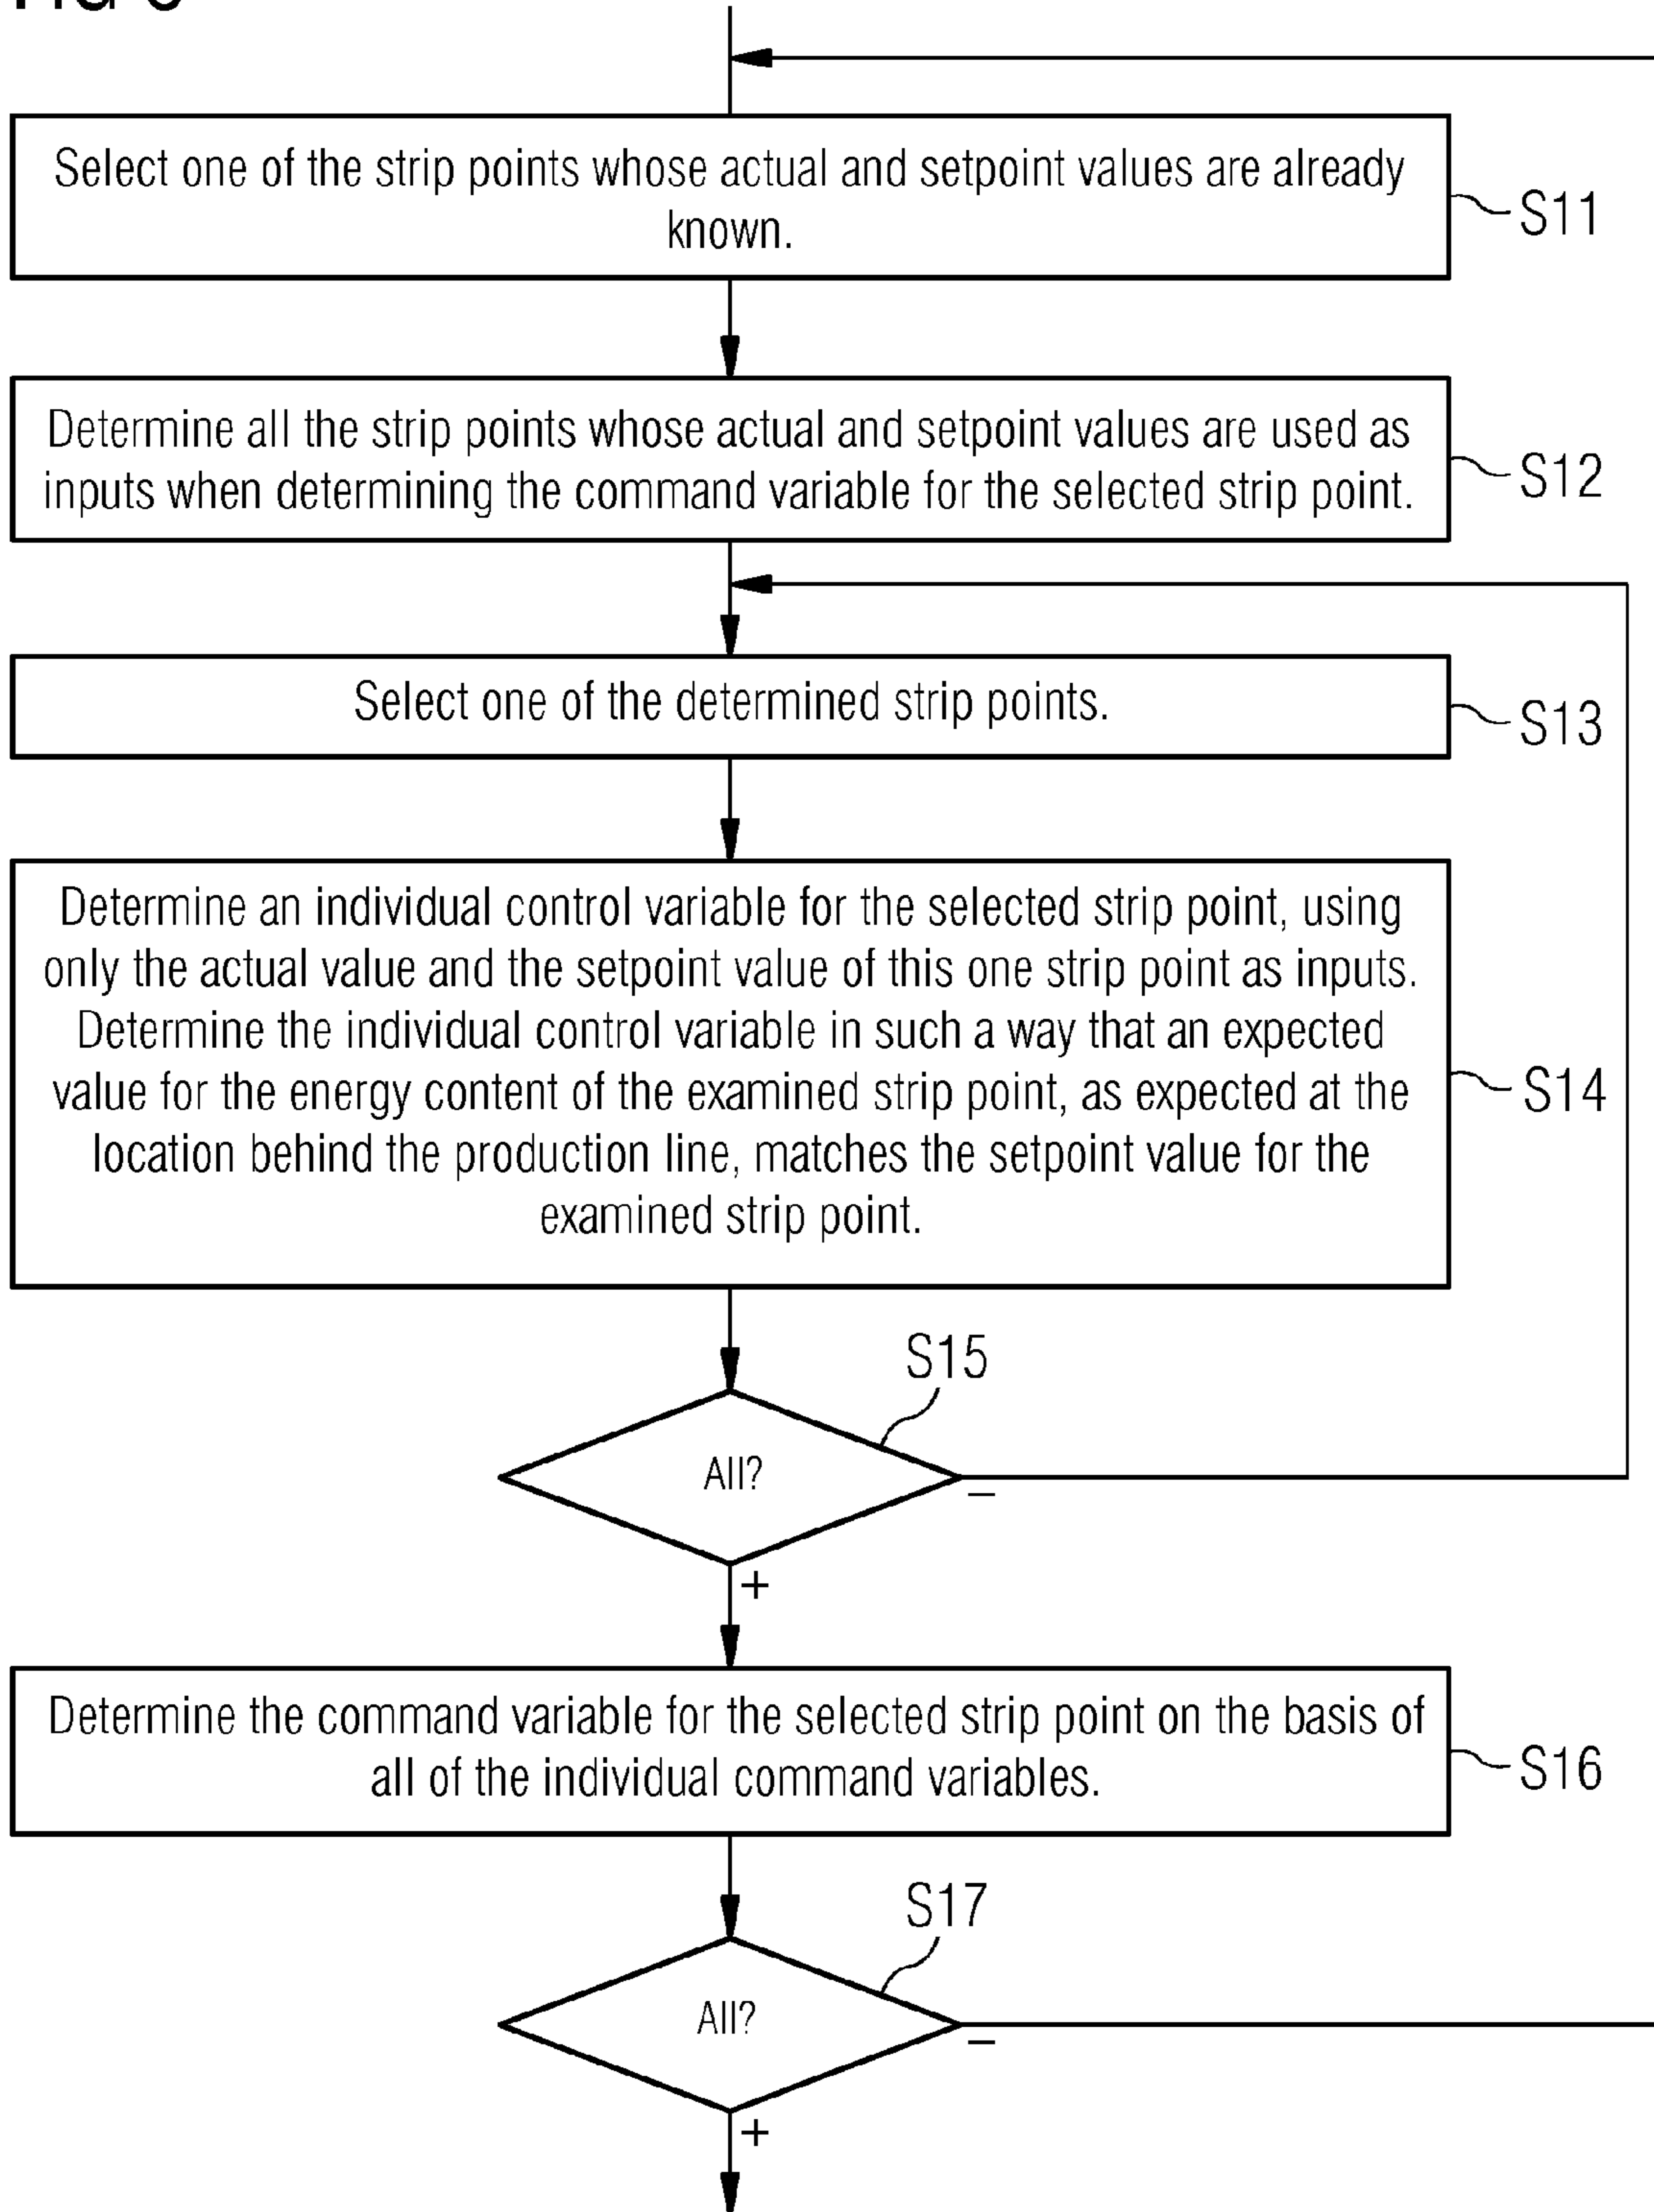 Select one of the strip points whose actual and setpoint values are already
known.
S11
Determine all the strip points whose actual and setpoint values are used as
inputs when determining the command variable for the selected strip point.
S12
Select one of the determined strip points.
S13
Determine an individual control variable for the selected strip point, using
only the actual value and the setpoint value of this one strip point as inputs.
Determine the individual control variable in such a way that an expected
value for the energy content of the examined strip point, as expected at the
location behind the production line, matches the setpoint value for the
examined strip point.
S14
S15
All?
–
+
Determine the command variable for the selected strip point on the basis of
all of the individual command variables.
S16
S17
All?
–
+